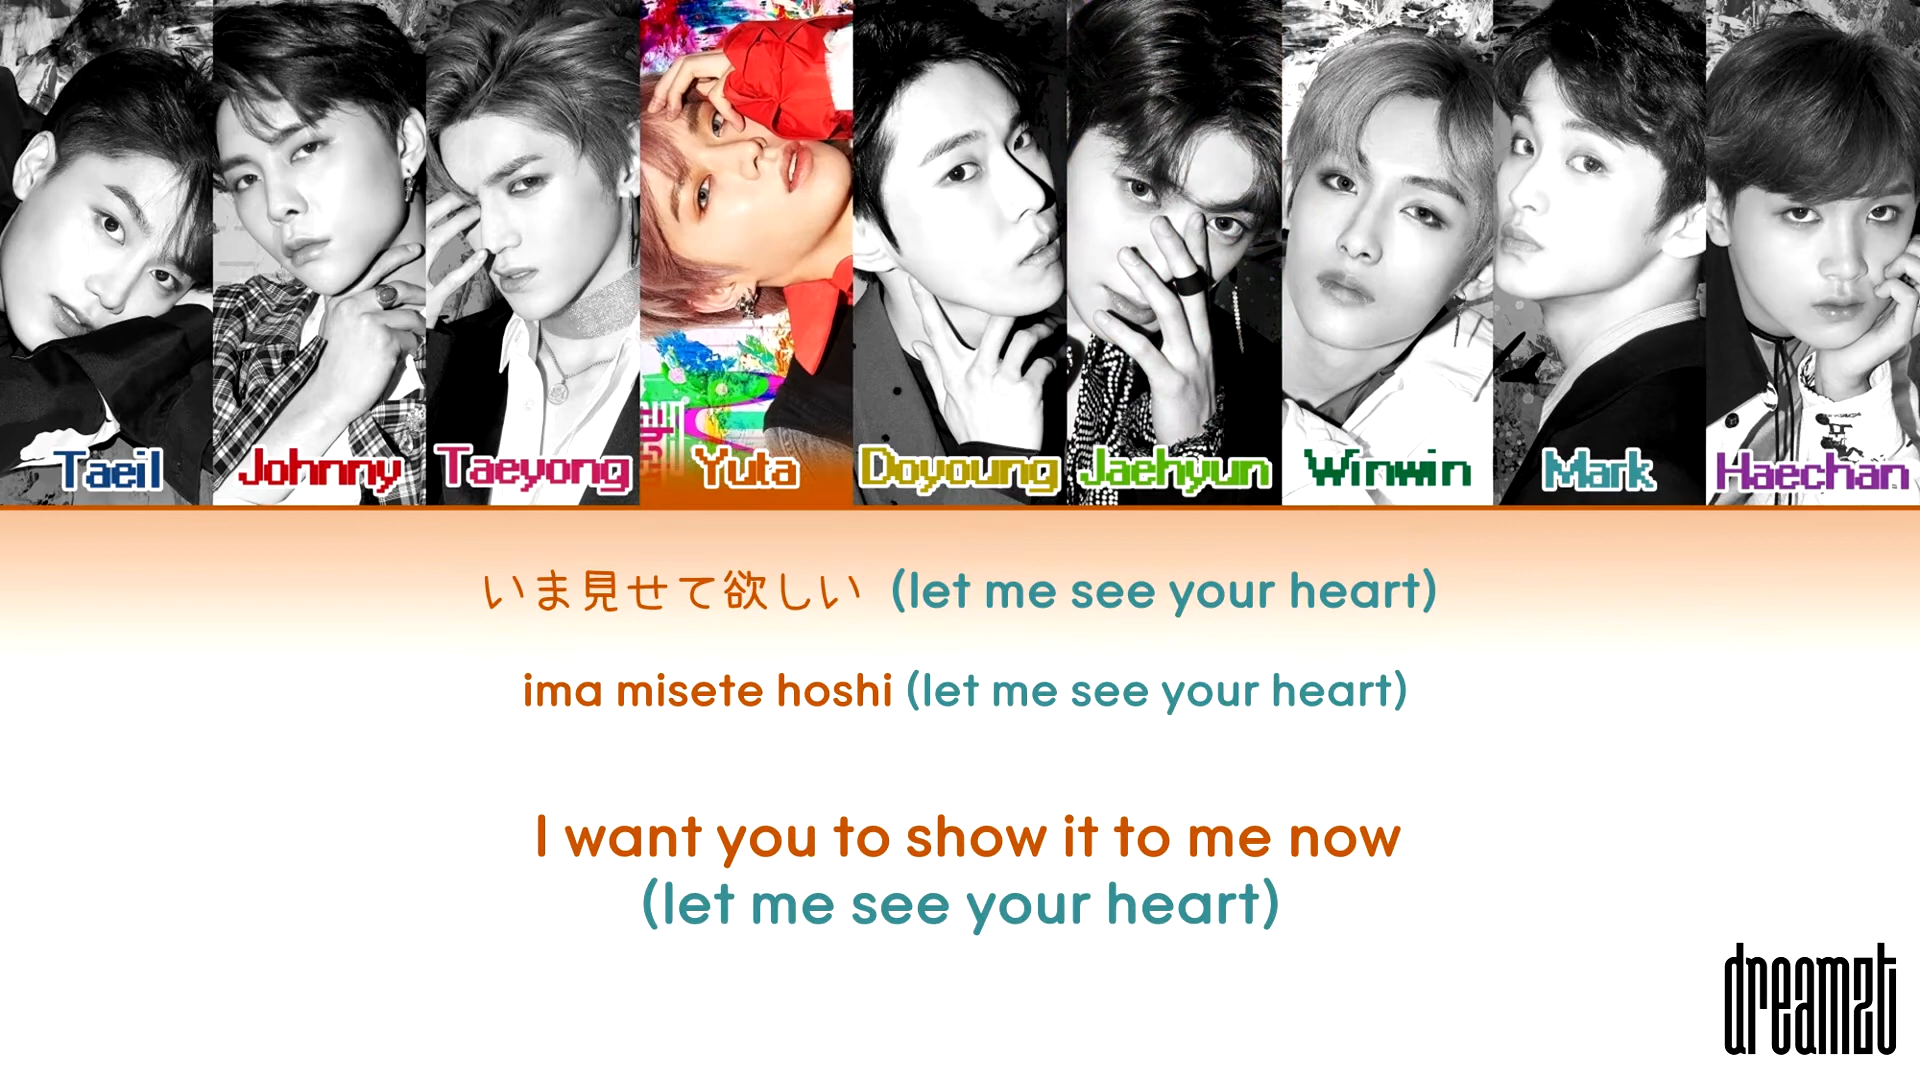 Taeil Johnny Taeyong Yuta Doyoung Jaehyun Winwin Mark Haechan
いま見せて欲しい (let me see your heart)
ima misete hoshi (let me see your heart)
I want you to show it to me now
(let me see your heart)
dreamzt